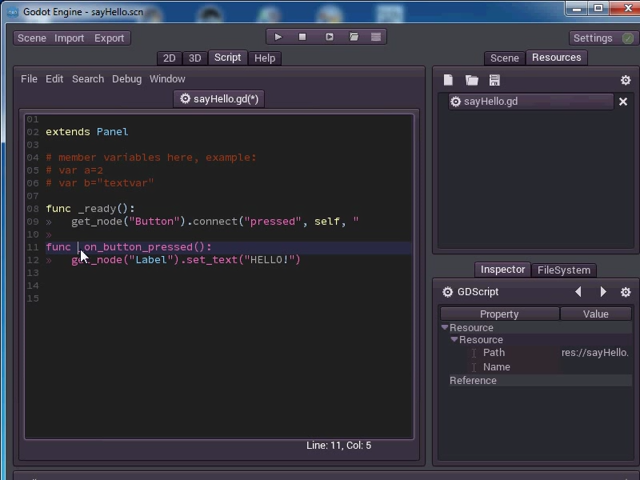 Godot Engine - sayHello.scn
Scene Import Export
Settings
2D 3D Script Help
Scene Resources
File Edit Search Debug Window
sayHello.gd(*)
sayHello.gd
01
02 extends Panel
03
04 # member variables here, example:
05 # var a=2
06 # var b="textvar"
07
08 func _ready():
09 » get_node("Button").connect("pressed", self, "
10 »
11 func _on_button_pressed():
12 » get_node("Label").set_text("HELLO!")
13
14
15
Line: 11, Col: 5
Inspector FileSystem
GDScript
Property Value
Resource
Resource
Path res://sayHello.
Name
Reference